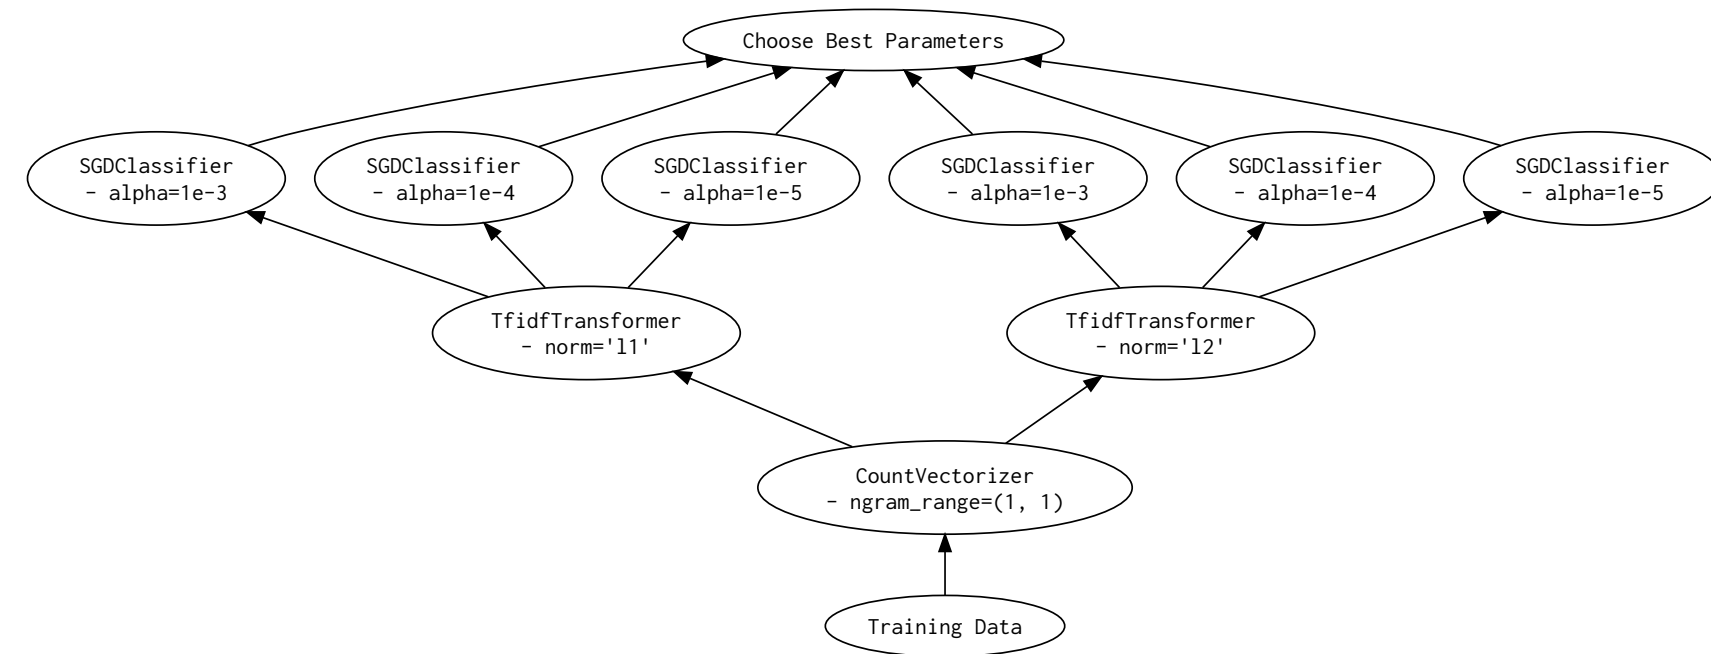 Choose Best Parameters
SGDClassifier
- alpha=1e-3
SGDClassifier
- alpha=1e-4
SGDClassifier
- alpha=1e-5
SGDClassifier
- alpha=1e-3
SGDClassifier
- alpha=1e-4
SGDClassifier
- alpha=1e-5
TfidfTransformer
- norm='l1'
TfidfTransformer
- norm='l2'
CountVectorizer
- ngram_range=(1, 1)
Training Data